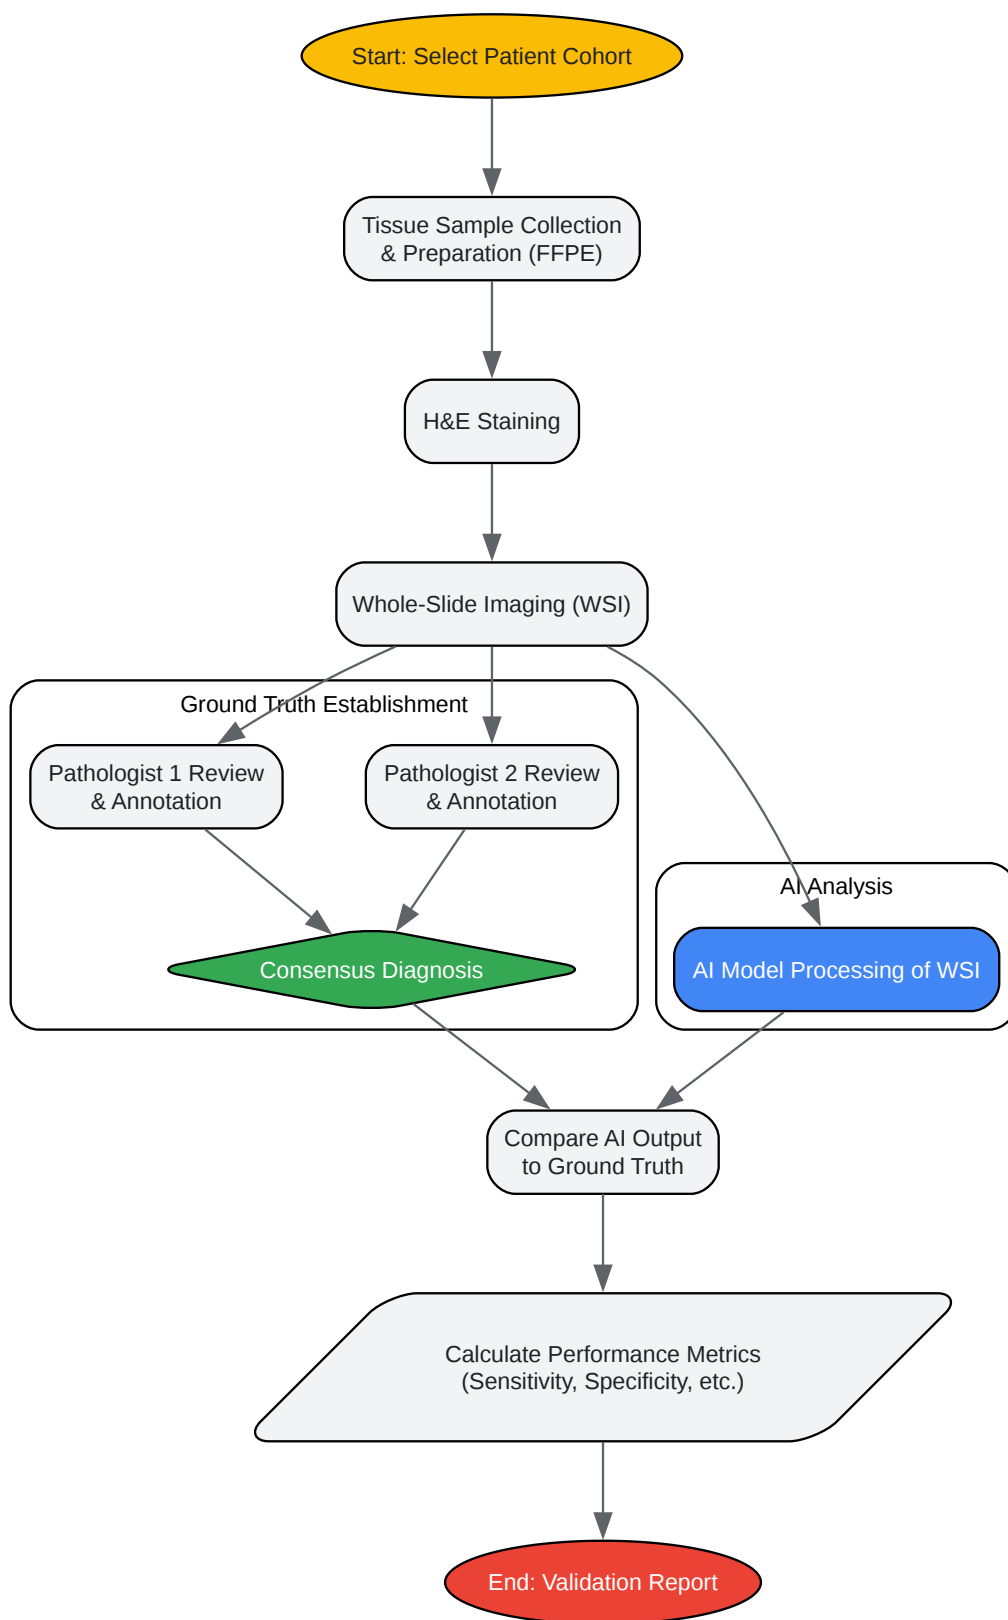 Start: Select Patient Cohort
Tissue Sample Collection
& Preparation (FFPE)
H&E Staining
Whole-Slide Imaging (WSI)
Ground Truth Establishment
Pathologist 1 Review
& Annotation
Pathologist 2 Review
& Annotation
Consensus Diagnosis
AI Analysis
AI Model Processing of WSI
Compare AI Output
to Ground Truth
Calculate Performance Metrics
(Sensitivity, Specificity, etc.)
End: Validation Report